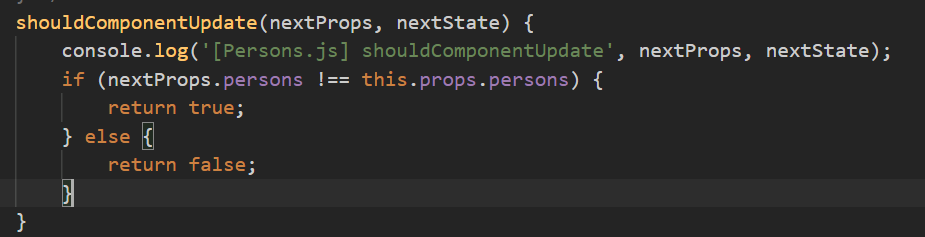 shouldComponentUpdate(nextProps, nextState) {
    console.log('[Persons.js] shouldComponentUpdate', nextProps, nextState);
    if (nextProps.persons !== this.props.persons) {
        return true;
    } else {
        return false;
    }
}